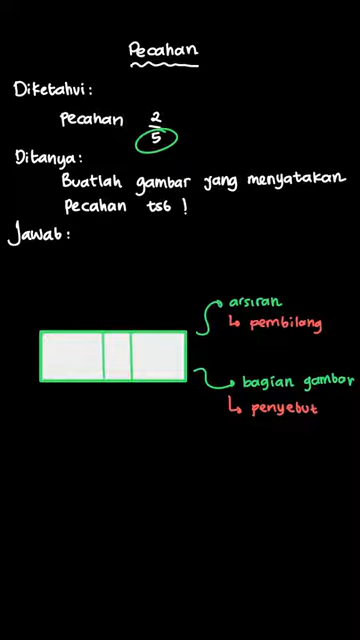 Pecahan
Diketahui:
Pecahan 2/5
Ditanya:
Buatlah gambar yang menyatakan
pecahan tsb !
Jawab:
arsiran
↳ pembilang
bagian gambar
↳ penyebut